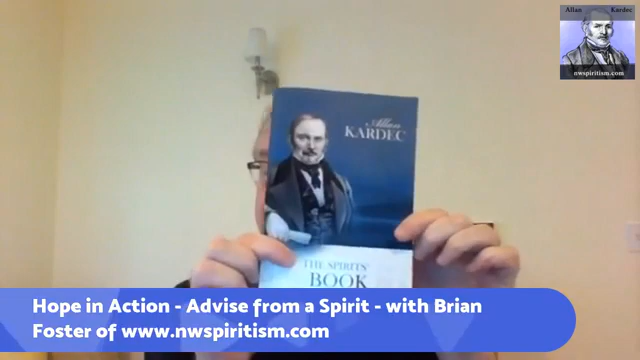 Allan Kardec
nwspiritism.com
Allan
KARDEC
THE SPIRITS'
BOOK
Hope in Action - Advise from a Spirit - with Brian
Foster of www.nwspiritism.com